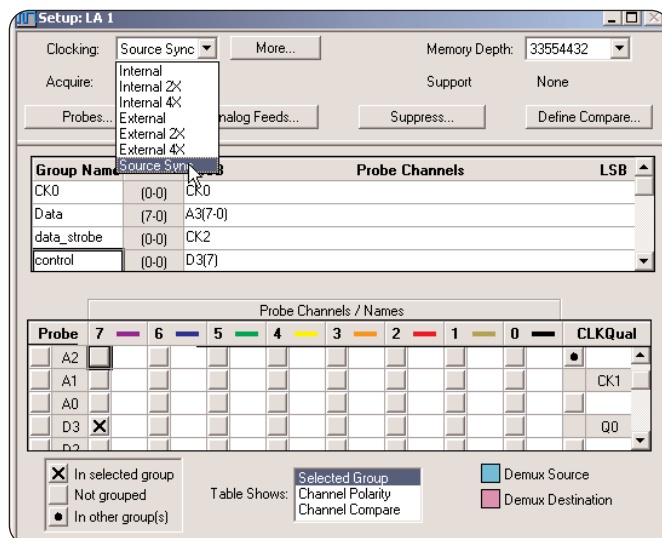 Setup: LA 1
Clocking: Source Sync More... Memory Depth: 33554432
Acquire: Support None
Internal
Internal 2X
Internal 4X
External
External 2X
External 4X
Source Sync
Probes... nalog Feeds... Suppress... Define Compare...
Group Name Probe Channels LSB
CK0 (0-0) CK0
Data (7-0) A3(7-0)
data_strobe (0-0) CK2
control (0-0) D3(7)
Probe Channels / Names
Probe 7 6 5 4 3 2 1 0 CLKQual
A2
A1 CK1
A0
D3 Q0
D2
In selected group
Not grouped
In other group(s)
Table Shows:
Selected Group
Channel Polarity
Channel Compare
Demux Source
Demux Destination